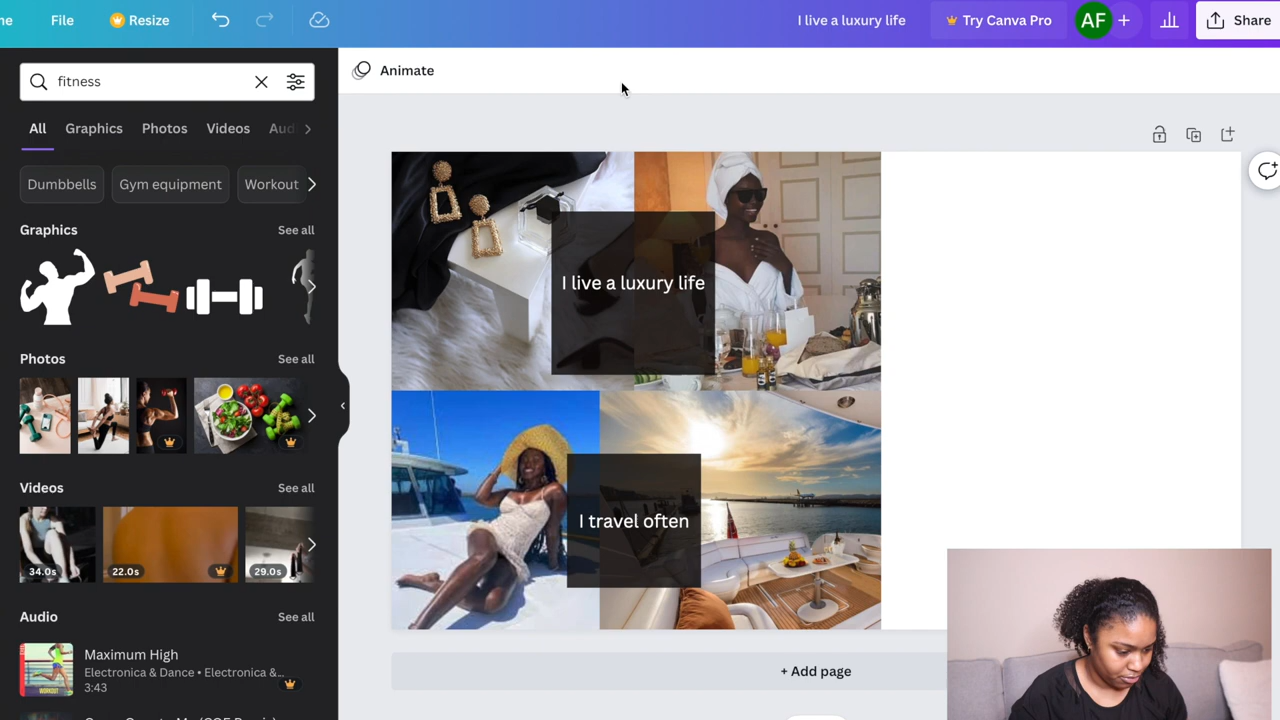 ne File Resize I live a luxury life Try Canva Pro AF + Share
fitness
Animate
All Graphics Photos Videos Aud
Dumbbells Gym equipment Workout
Graphics See all
I live a luxury life
Photos See all
Videos See all
34.0s 22.0s 29.0s
I travel often
Audio See all
Maximum High
Electronica & Dance • Electronica &...
3:43
+ Add page